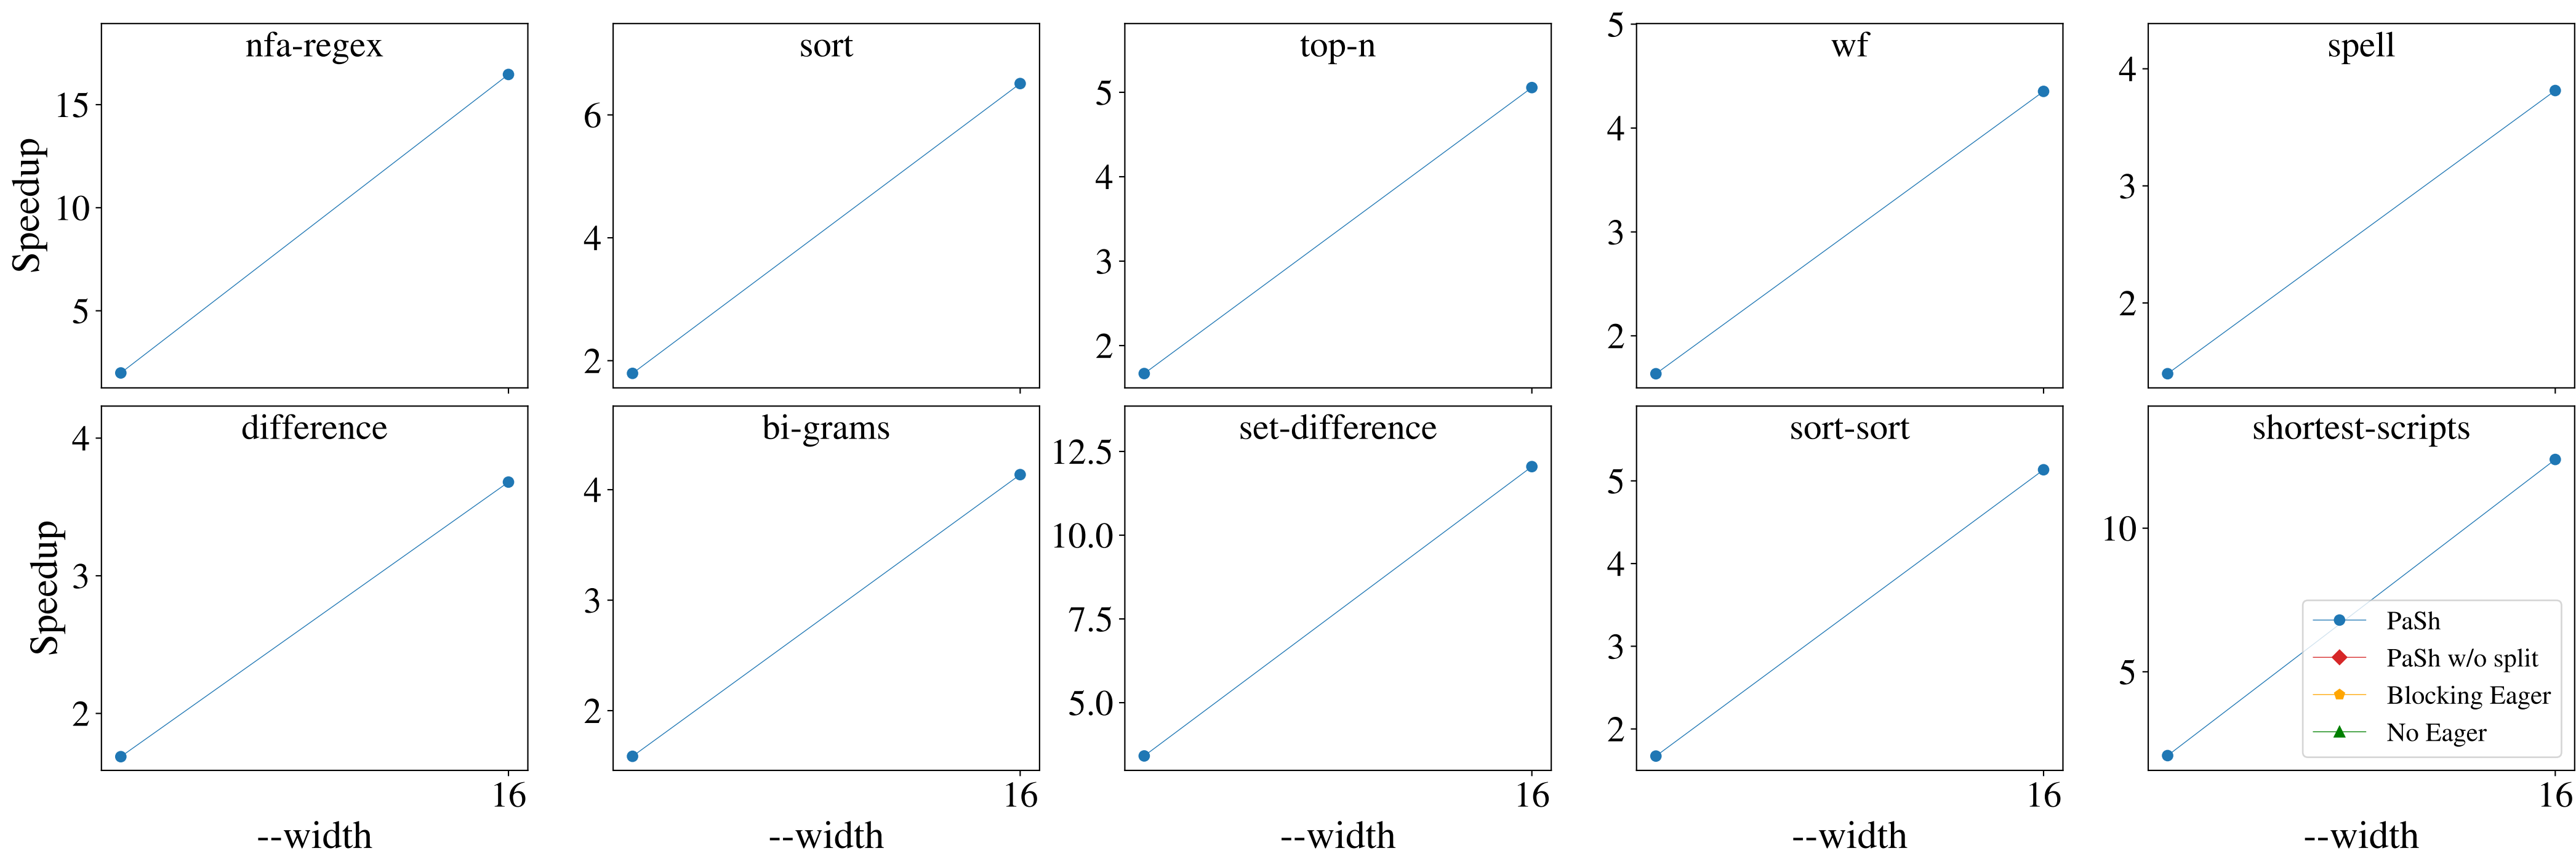 nfa-regex
15
10
5
Speedup
sort
6
4
2
top-n
5
4
3
2
wf
5
4
3
2
spell
4
3
2
difference
4
3
2
Speedup
16
--width
bi-grams
4
3
2
16
--width
set-difference
12.5
10.0
7.5
5.0
16
--width
sort-sort
5
4
3
2
16
--width
shortest-scripts
10
5
PaSh
PaSh w/o split
Blocking Eager
No Eager
16
--width